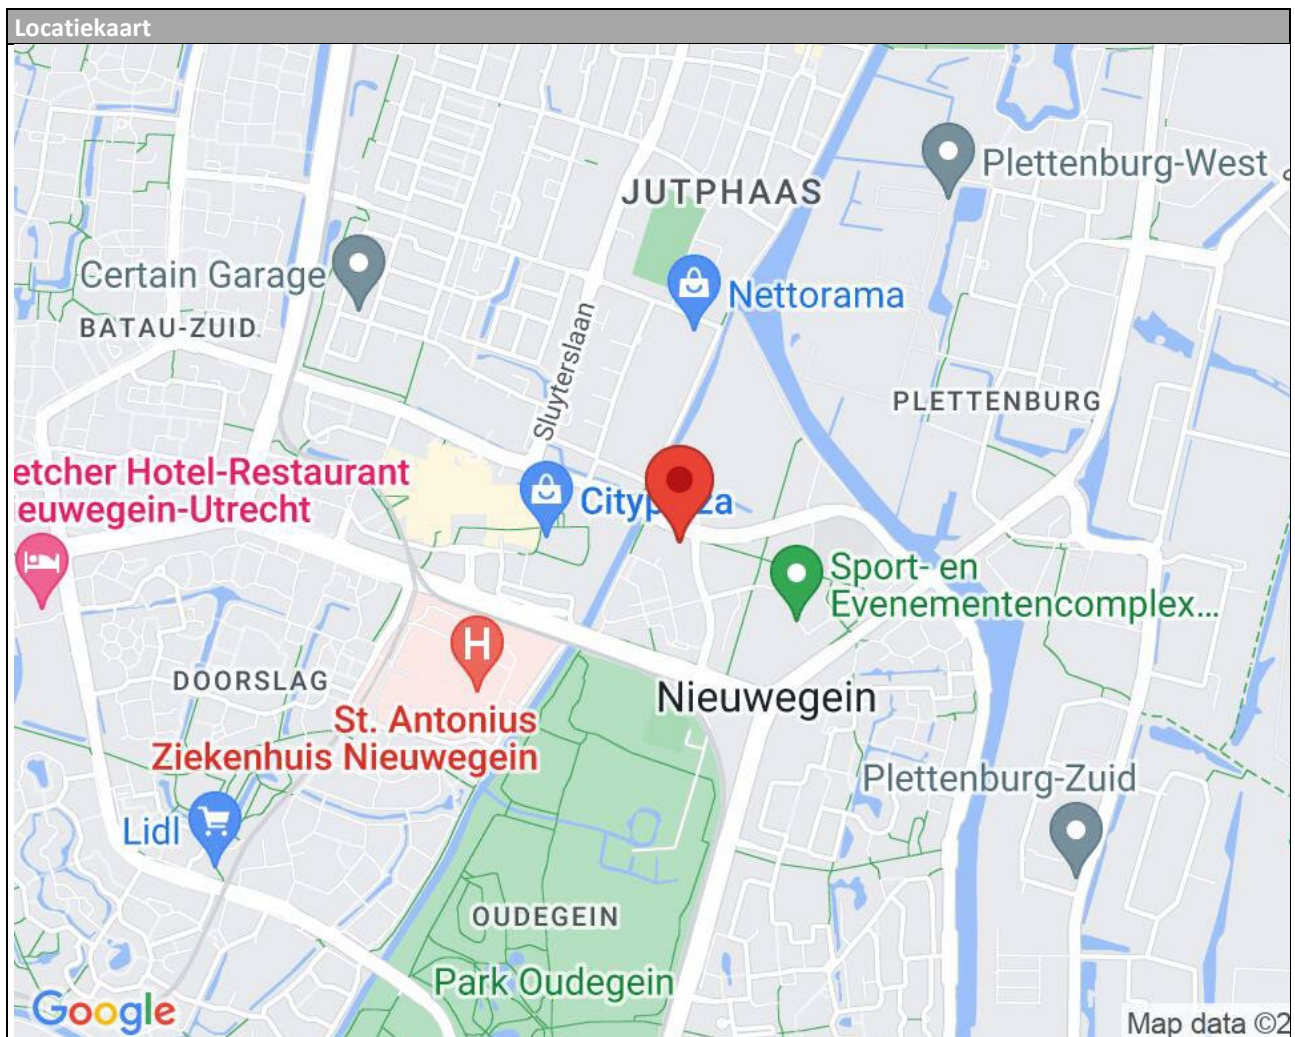 Locatiekaart
JUTPHAAS
Plettenburg-West
Certain Garage
Nettorama
BATAU-ZUID
Sluyterslaan
PLETTENBURG
etcher Hotel-Restaurant
ieuwegein-Utrecht
Sport- en
Evenementencomplex...
DOORSLAG
H
Nieuwegein
St. Antonius
Ziekenhuis Nieuwegein
Plettenburg-Zuid
Lidl
OUDEGEIN
Park Oudegein
Google
Map data ©2